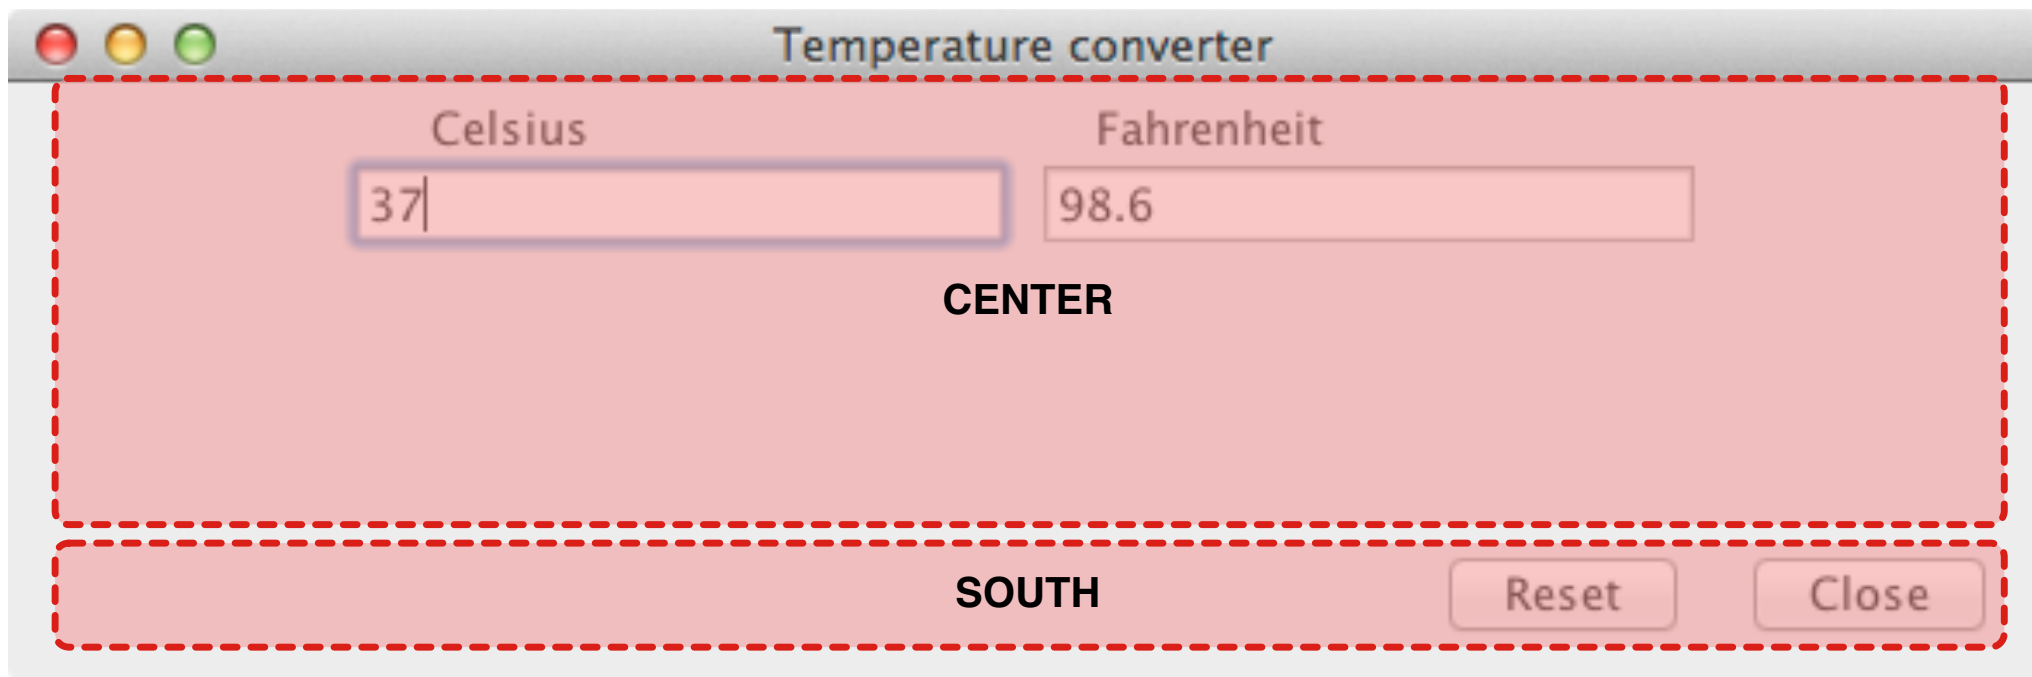 Temperature converter
Celsius Fahrenheit
37 98.6
CENTER
SOUTH Reset Close